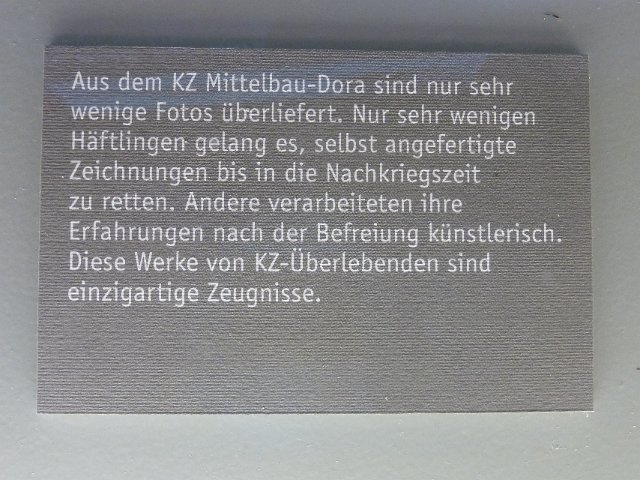 Aus dem KZ Mittelbau-Dora sind nur sehr
wenige Fotos überliefert. Nur sehr wenigen
Häftlingen gelang es, selbst angefertigte
Zeichnungen bis in die Nachkriegszeit
zu retten. Andere verarbeiteten ihre
Erfahrungen nach der Befreiung künstlerisch.
Diese Werke von KZ-Überlebenden sind
einzigartige Zeugnisse.